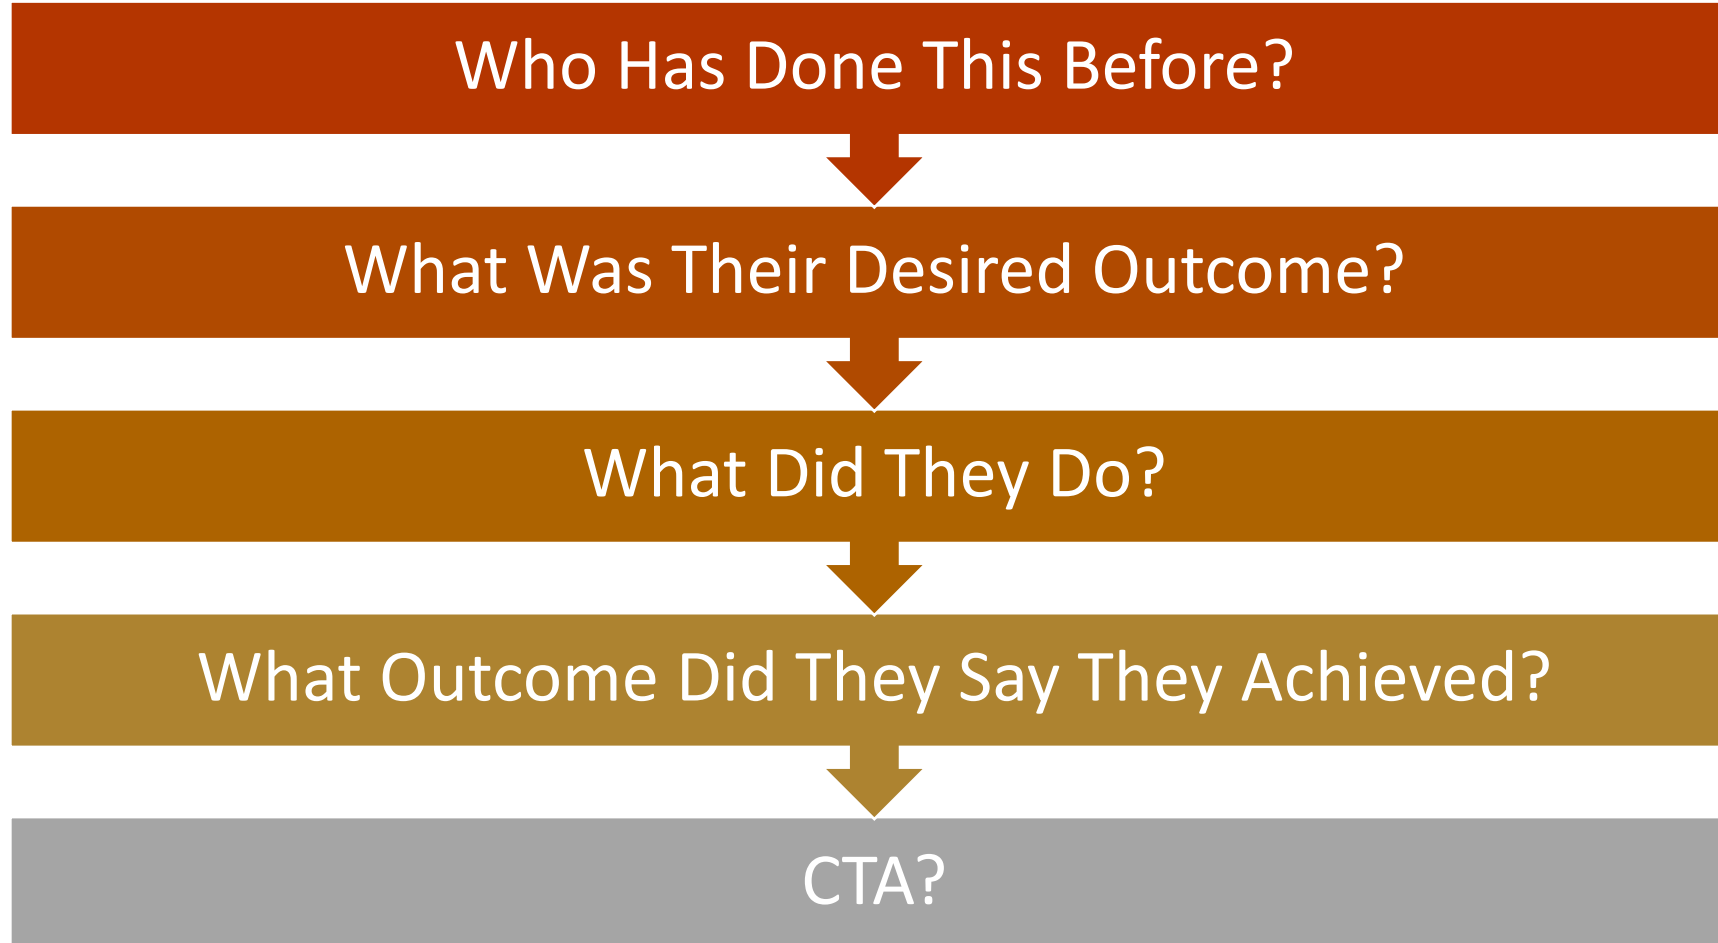 Who Has Done This Before?
What Was Their Desired Outcome?
What Did They Do?
What Outcome Did They Say They Achieved?
CTA?